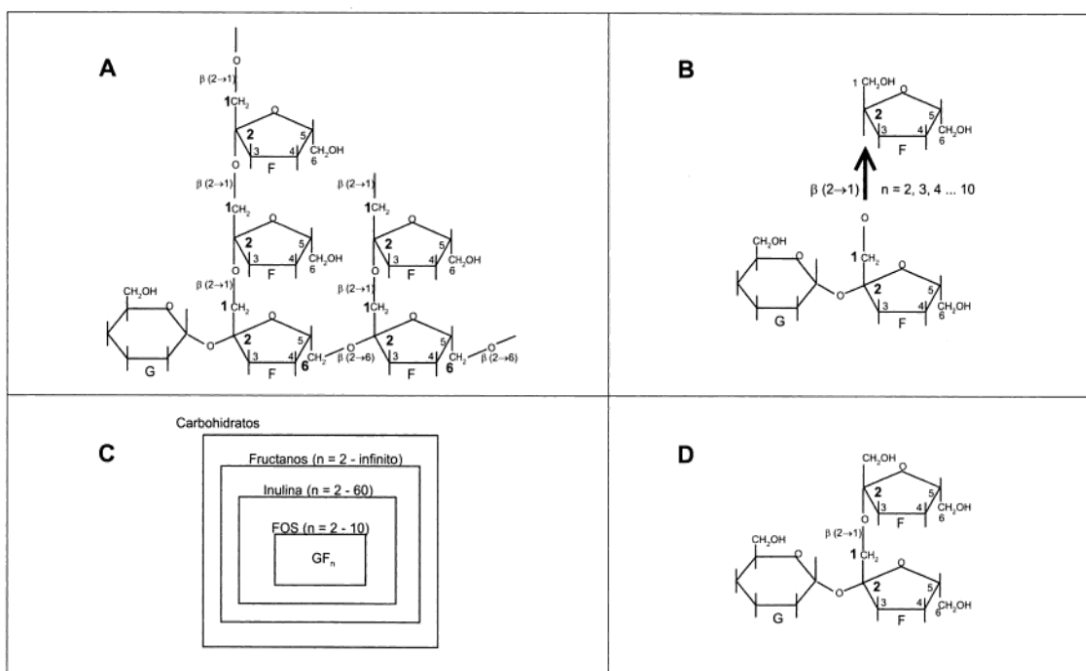 A
O
β (2→1)
1CH₂
O
2
5
3
4
CH₂OH
6
F
O
β (2→1)
β (2→1)
1CH₂
1CH₂
O
O
2
5
2
5
3
4
CH₂OH
3
4
CH₂OH
6
6
F
F
O
O
β (2→1)
β (2→1)
CH₂OH
1CH₂
1CH₂
O
O
O
2
5
2
5
O
3
4
CH₂
O
3
4
CH₂
O
G
F
6
β (2→6)
F
6
β (2→6)
B
1 CH₂OH
O
2
5
3
4
CH₂OH
6
F
β (2→1)
n = 2, 3, 4 ... 10
O
CH₂OH
1CH₂
O
O
2
5
O
3
4
CH₂OH
6
G
F
C
Carbohidratos
Fructanos (n = 2 - infinito)
Inulina (n = 2 - 60)
FOS (n = 2 - 10)
GFₙ
D
CH₂OH
O
2
5
3
4
CH₂OH
6
O
F
β (2→1)
CH₂OH
1CH₂
O
O
2
5
O
3
4
CH₂OH
6
G
F